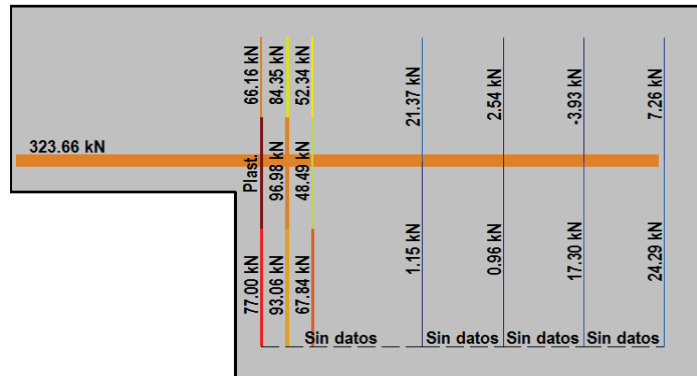 66.16 kN
84.35 kN
52.34 kN
21.37 kN
2.54 kN
-3.93 kN
7.26 kN
323.66 kN
Plast.
96.98 kN
48.49 kN
77.00 kN
93.06 kN
67.84 kN
1.15 kN
0.96 kN
17.30 kN
24.29 kN
Sin datos
Sin datos
Sin datos
Sin datos